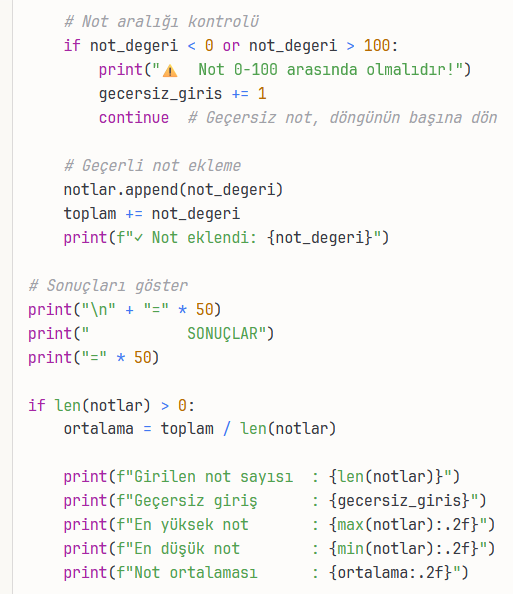 # Not aralığı kontrolü
    if not_degeri < 0 or not_degeri > 100:
        print("⚠️  Not 0-100 arasında olmalıdır!")
        gecersiz_giris += 1
        continue  # Geçersiz not, döngünün başına dön

    # Geçerli not ekleme
    notlar.append(not_degeri)
    toplam += not_degeri
    print(f"✓ Not eklendi: {not_degeri}")

# Sonuçları göster
print("\n" + "=" * 50)
print("           SONUÇLAR")
print("=" * 50)

if len(notlar) > 0:
    ortalama = toplam / len(notlar)

    print(f"Girilen not sayısı  : {len(notlar)}")
    print(f"Geçersiz giriş      : {gecersiz_giris}")
    print(f"En yüksek not       : {max(notlar):.2f}")
    print(f"En düşük not        : {min(notlar):.2f}")
    print(f"Not ortalaması      : {ortalama:.2f}")